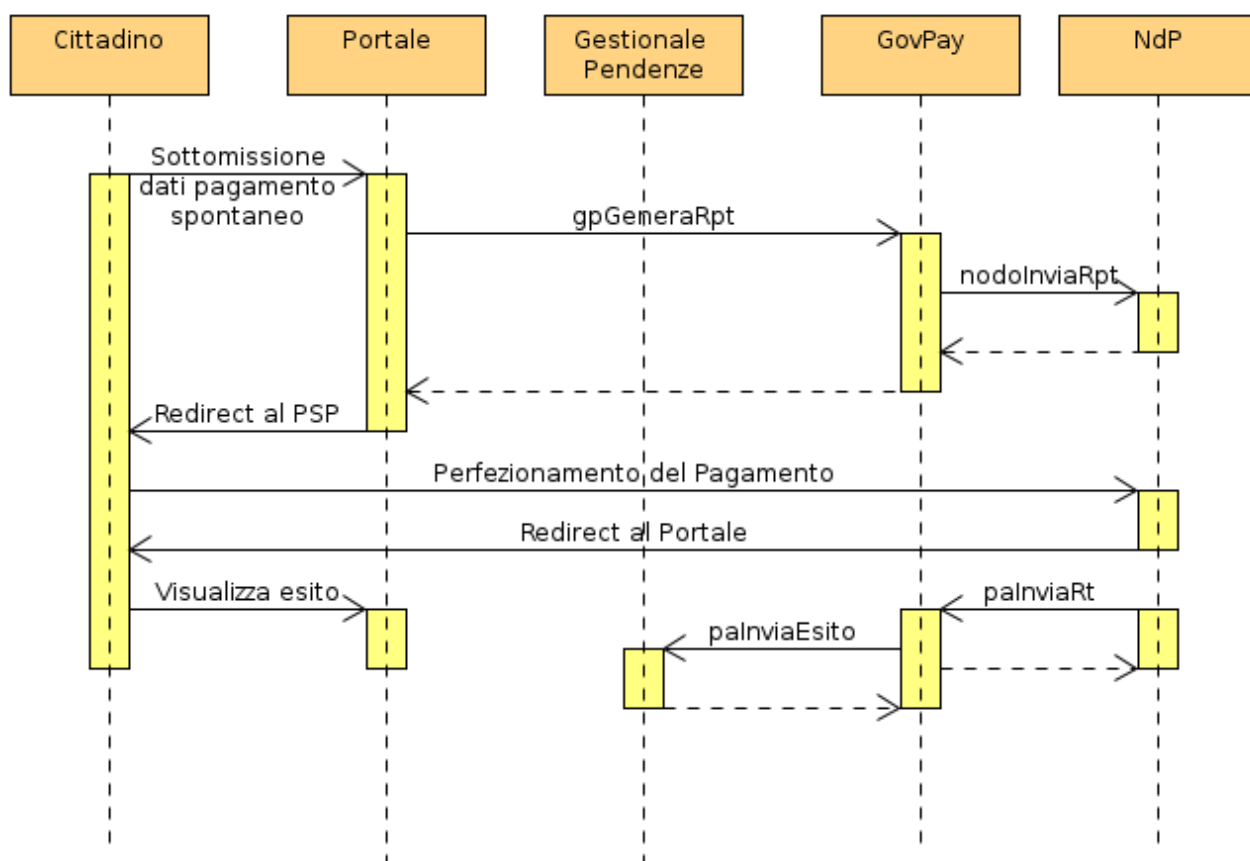 Cittadino
Portale
Gestionale
Pendenze
GovPay
NdP
Sottomissione
dati pagamento
spontaneo
gpGemeraRpt
nodoInviaRpt
Redirect al PSP
Perfezionamento del Pagamento
Redirect al Portale
Visualizza esito
paInviaRt
paInviaEsito